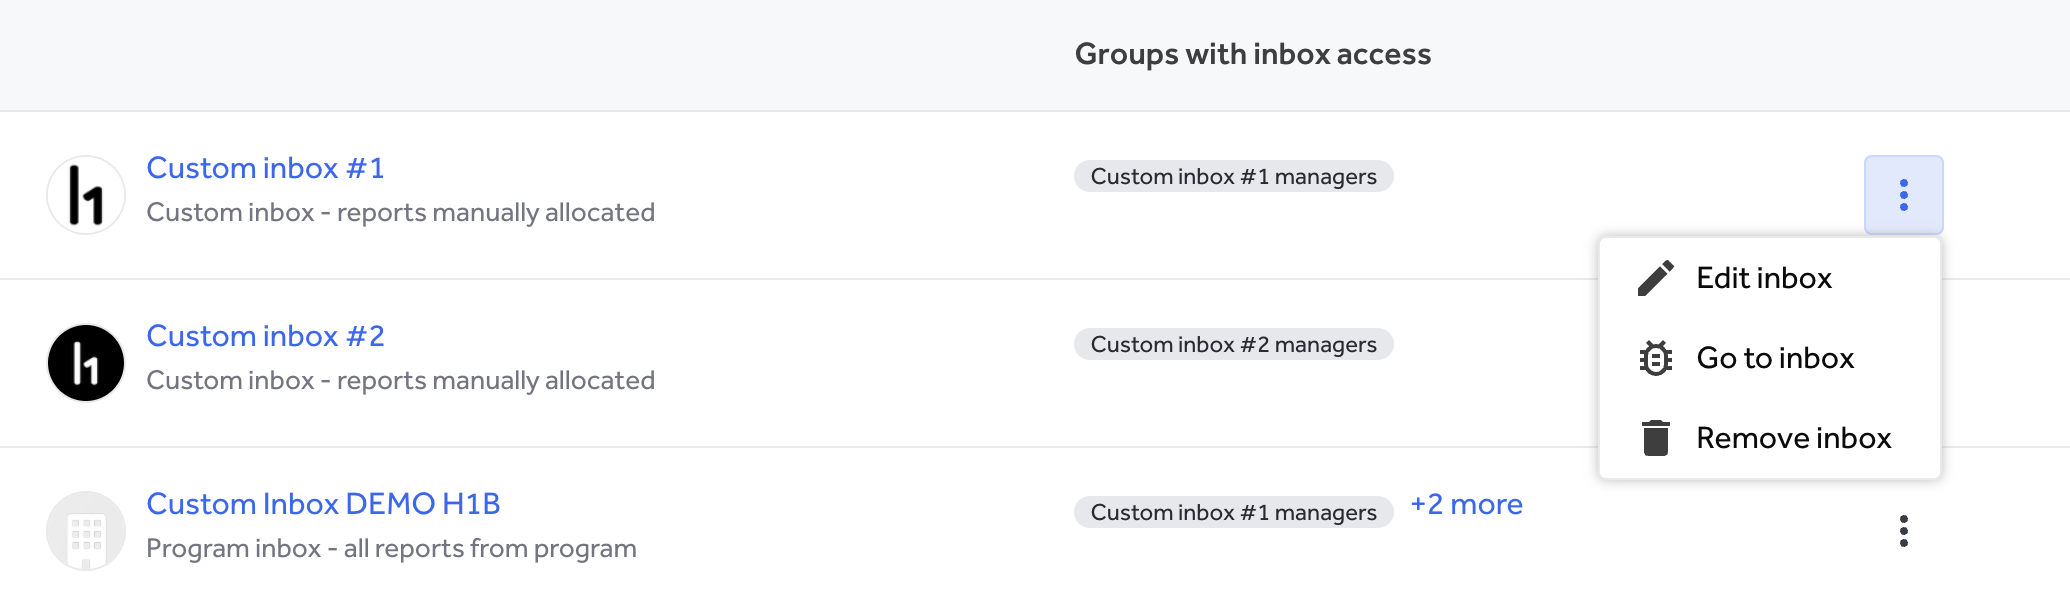 Groups with inbox access
Custom inbox #1
Custom inbox - reports manually allocated
Custom inbox #1 managers
Edit inbox
Go to inbox
Remove inbox
Custom inbox #2
Custom inbox - reports manually allocated
Custom inbox #2 managers
Custom Inbox DEMO H1B
Program inbox - all reports from program
Custom inbox #1 managers +2 more